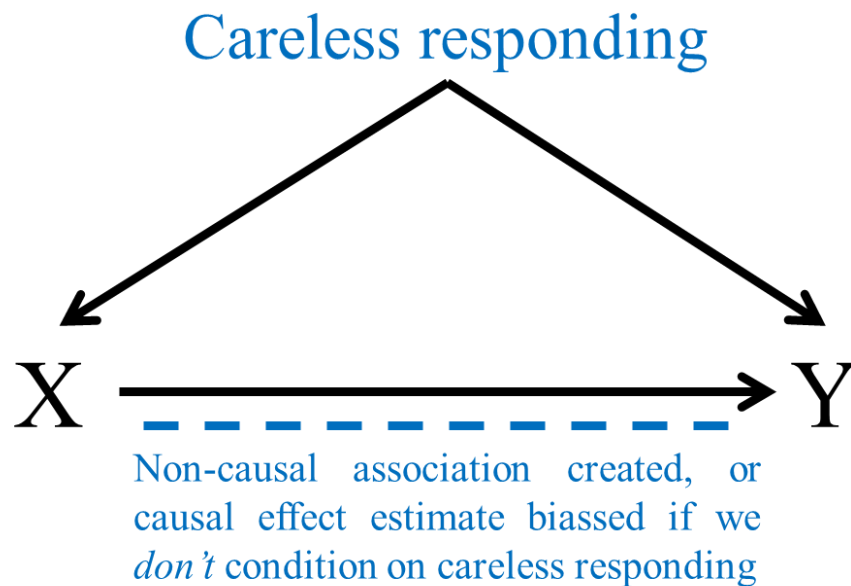 Careless responding
X
Y
Non-causal association created, or
causal effect estimate biassed if we
don't condition on careless responding